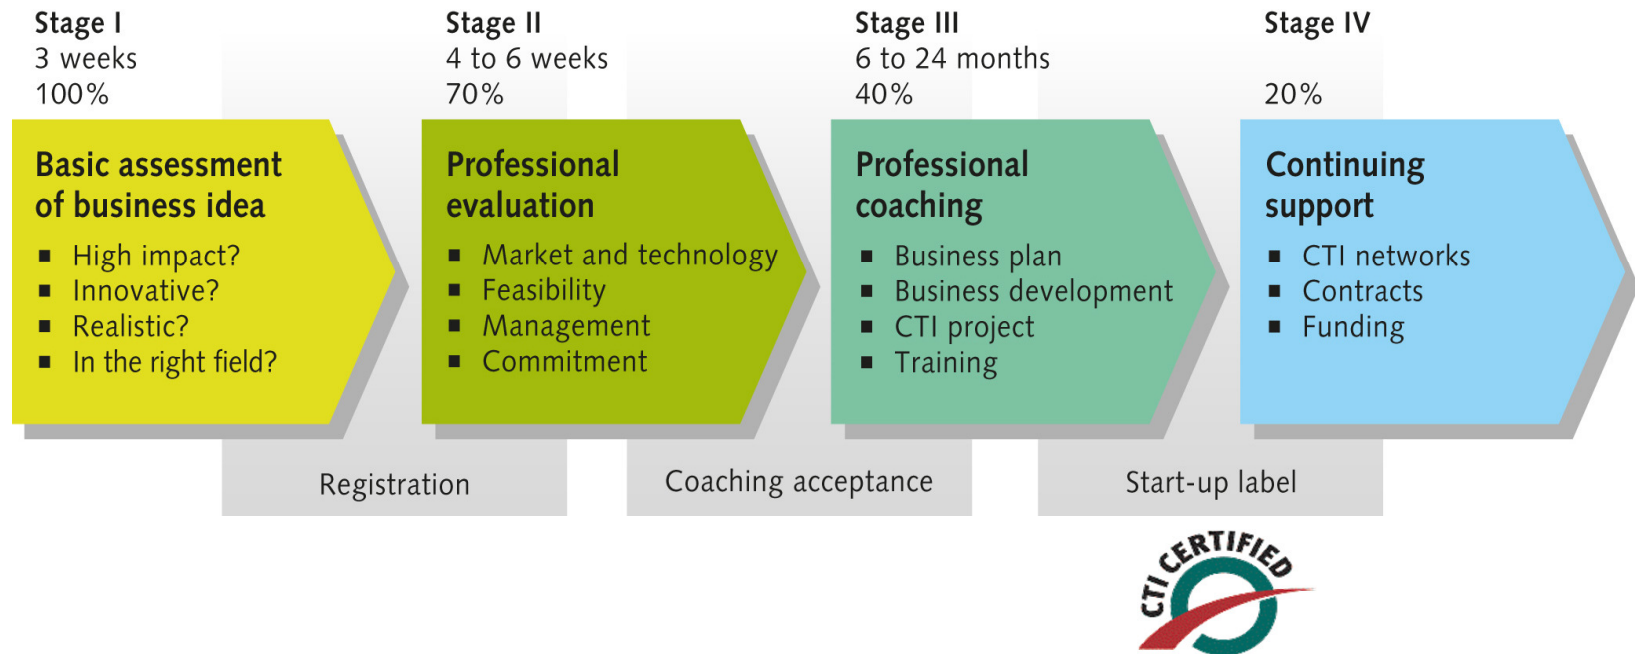 Stage I
3 weeks
100%
Basic assessment
of business idea
▪ High impact?
▪ Innovative?
▪ Realistic?
▪ In the right field?
Stage II
4 to 6 weeks
70%
Professional
evaluation
▪ Market and technology
▪ Feasibility
▪ Management
▪ Commitment
Stage III
6 to 24 months
40%
Professional
coaching
▪ Business plan
▪ Business development
▪ CTI project
▪ Training
Stage IV
20%
Continuing
support
▪ CTI networks
▪ Contracts
▪ Funding
Registration
Coaching acceptance
Start-up label
CTI CERTIFIED